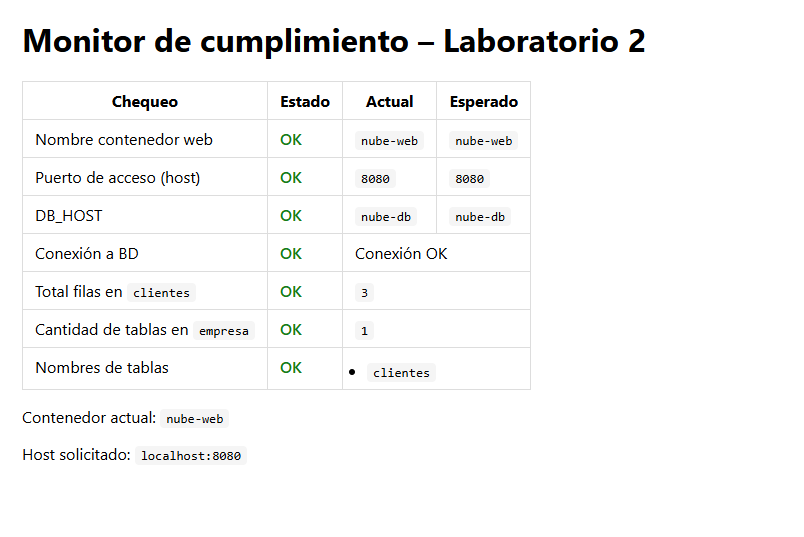 Monitor de cumplimiento – Laboratorio 2
Chequeo Estado Actual Esperado
Nombre contenedor web OK nube-web nube-web
Puerto de acceso (host) OK 8080 8080
DB_HOST OK nube-db nube-db
Conexión a BD OK Conexión OK
Total filas en clientes OK 3
Cantidad de tablas en empresa OK 1
Nombres de tablas OK • clientes
Contenedor actual: nube-web
Host solicitado: localhost:8080